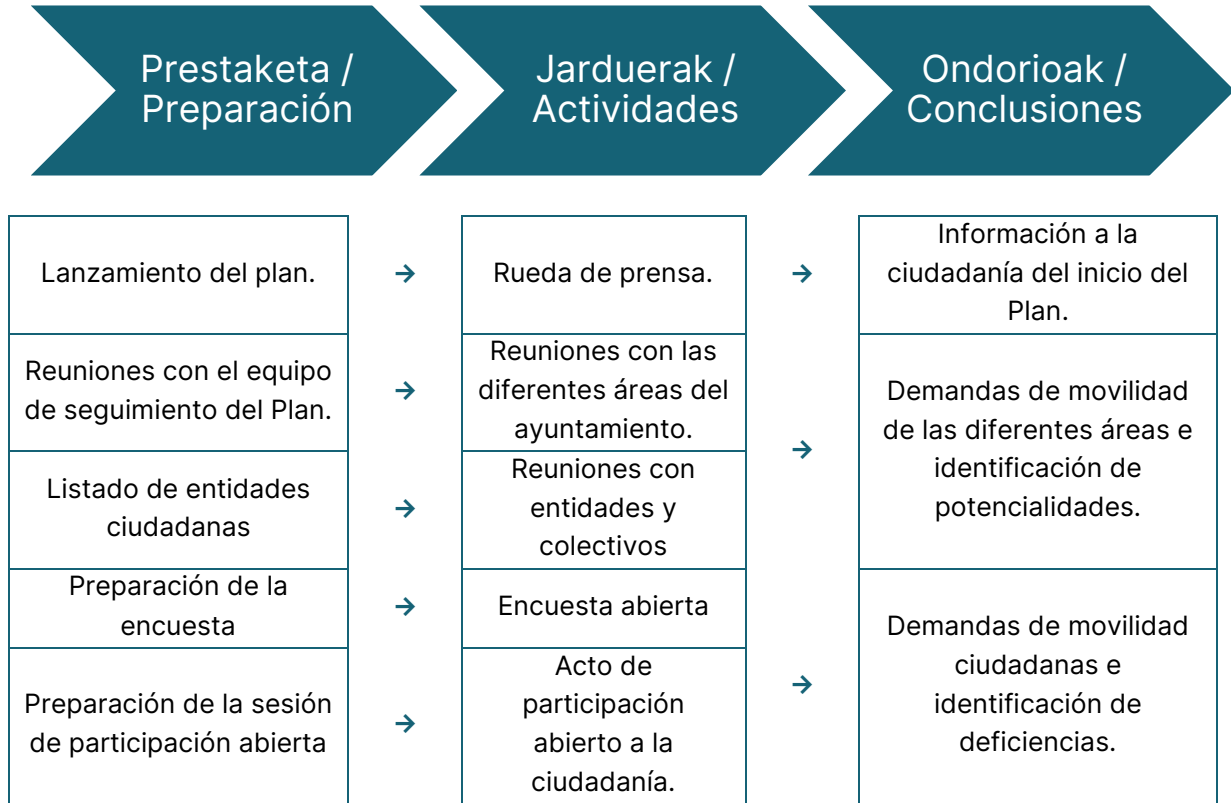 Prestaketa /
Preparación
Jarduerak /
Actividades
Ondorioak /
Conclusiones
Lanzamiento del plan.
→
Rueda de prensa.
→
Información a la
ciudadanía del inicio del
Plan.
Reuniones con el equipo
de seguimiento del Plan.
→
Reuniones con las
diferentes áreas del
ayuntamiento.
→
Demandas de movilidad
de las diferentes áreas e
identificación de
potencialidades.
Listado de entidades
ciudadanas
→
Reuniones con
entidades y
colectivos
Preparación de la
encuesta
→
Encuesta abierta
→
Demandas de movilidad
ciudadanas e
identificación de
deficiencias.
Preparación de la sesión
de participación abierta
→
Acto de
participación
abierto a la
ciudadanía.